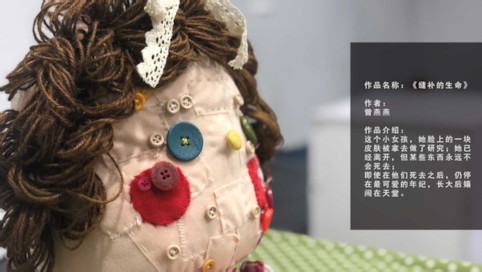 作品名称：《缝补的生命》
作者：
曾燕燕
作品介绍：
这个小女孩，她脸上的一块
皮肤被拿去做了研究；她已
经离开，但某些东西永远不
会死去；
即使在他们死去之后，仍停
在最可爱的年纪，长大后嬉
闹在天堂。